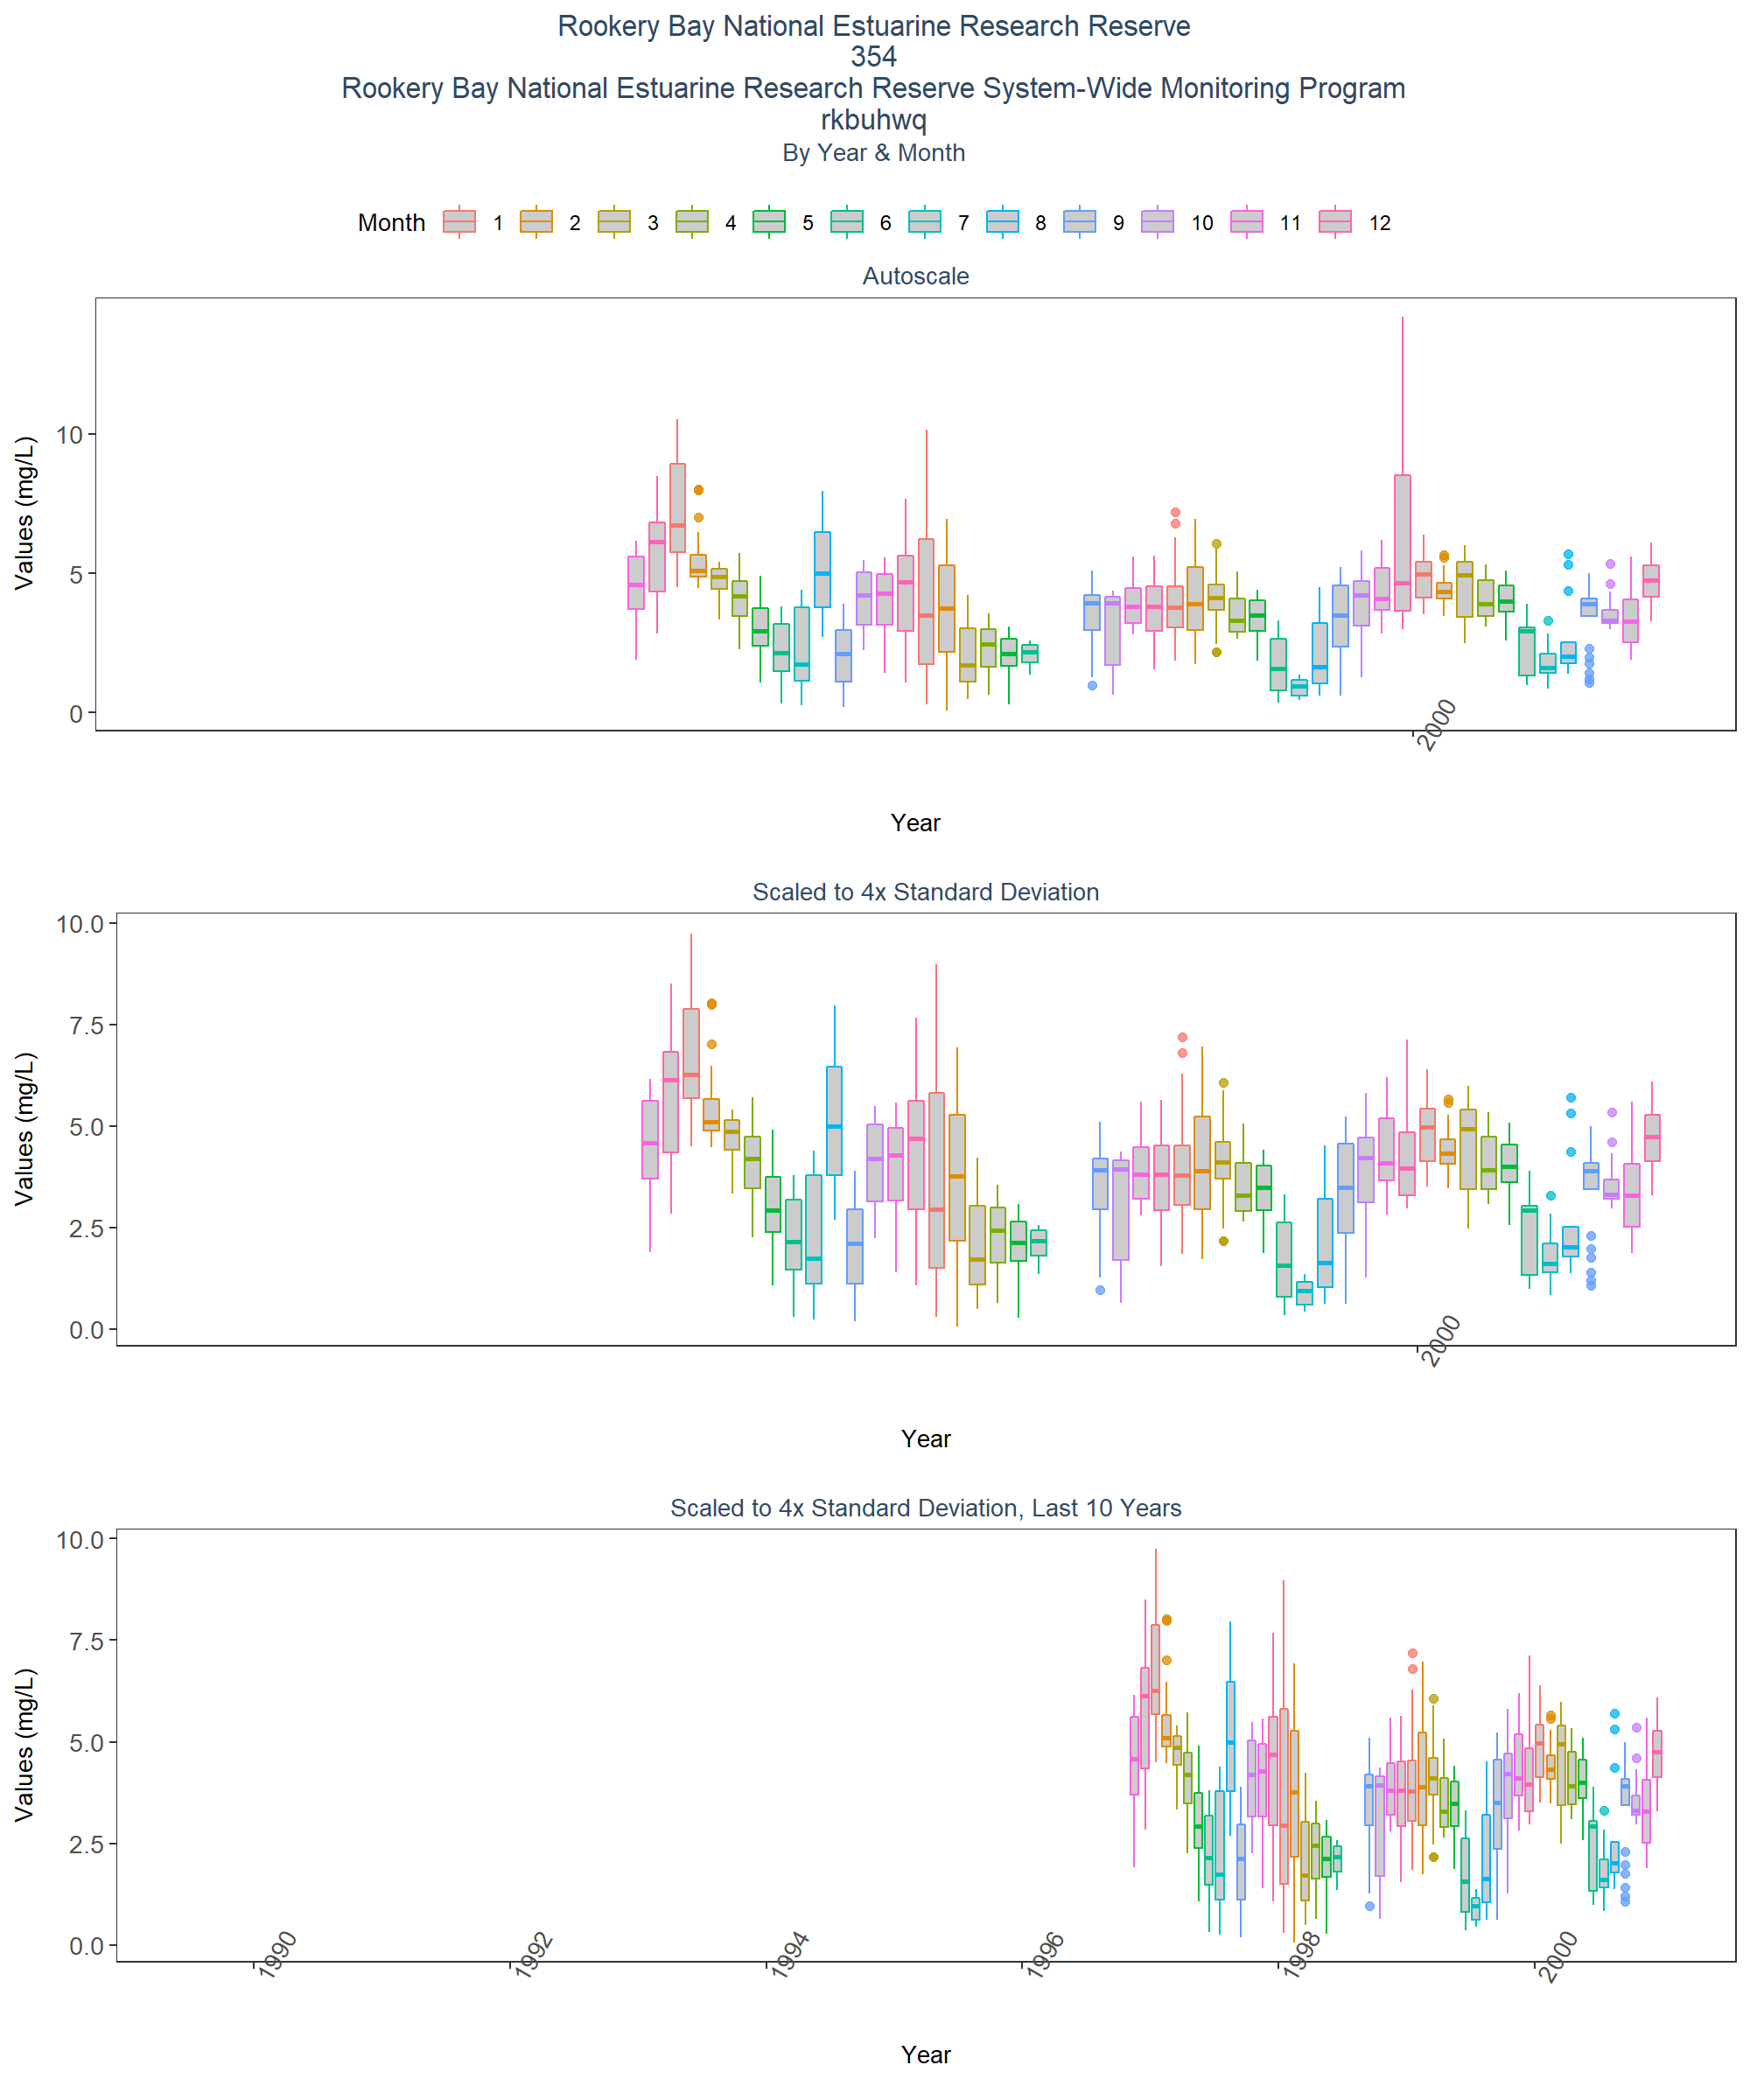 Rookery Bay National Estuarine Research Reserve
354
Rookery Bay National Estuarine Research Reserve System-Wide Monitoring Program
rkbuhwq
By Year & Month
Month 1 2 3 4 5 6 7 8 9 10 11 12
Autoscale
Values (mg/L)
10
5
0
2000
Year
Scaled to 4x Standard Deviation
Values (mg/L)
10.0
7.5
5.0
2.5
0.0
2000
Year
Scaled to 4x Standard Deviation, Last 10 Years
Values (mg/L)
10.0
7.5
5.0
2.5
0.0
1990 1992 1994 1996 1998 2000
Year